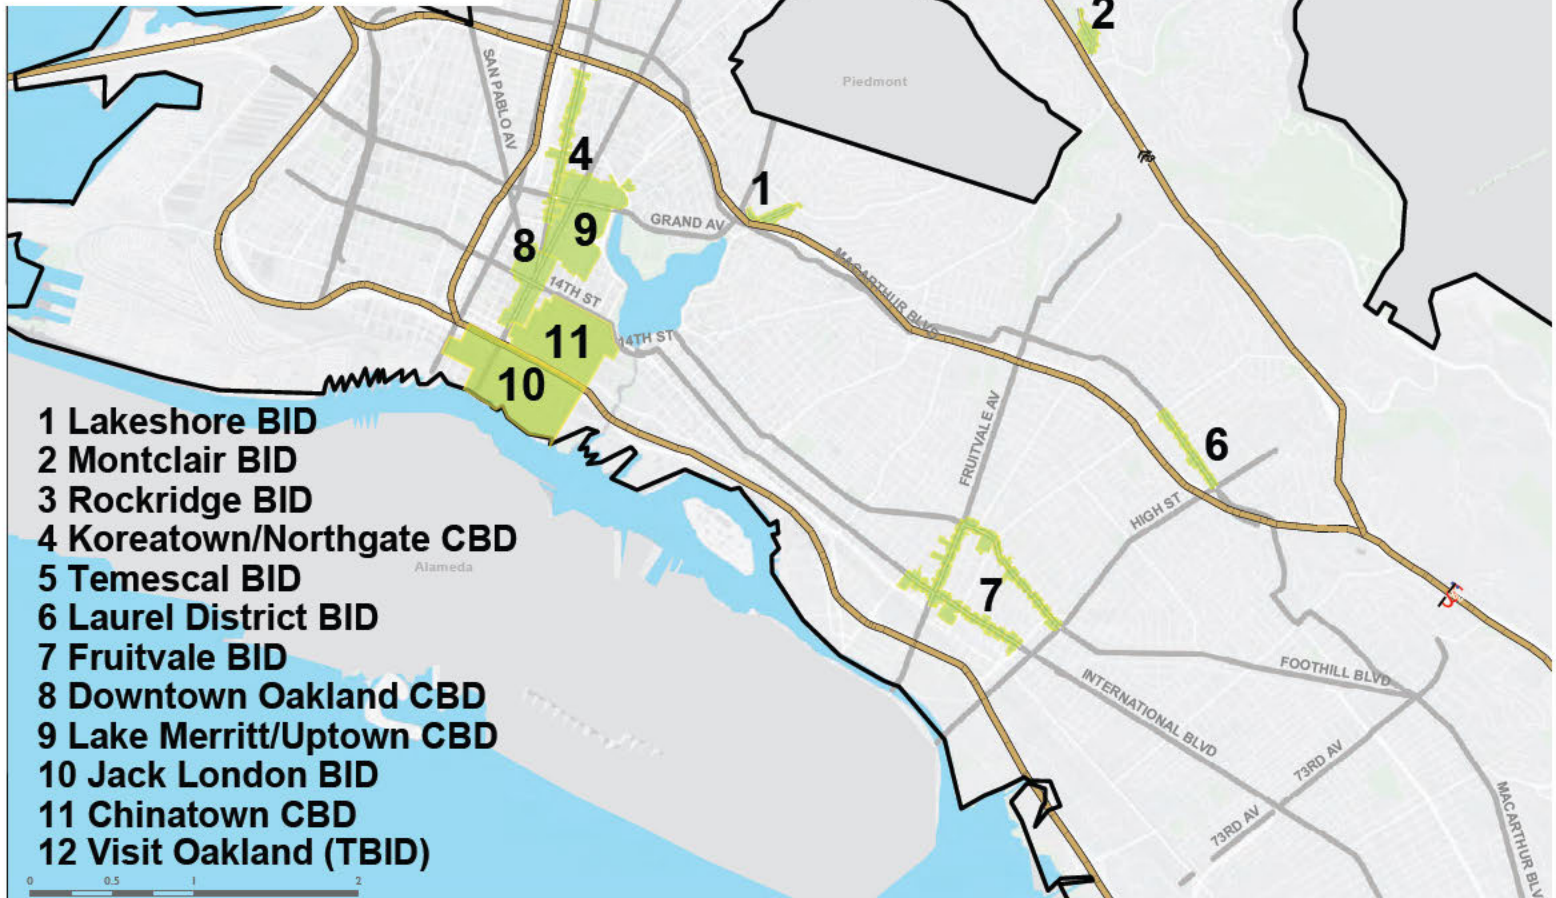 2
Piedmont
SAN PABLO AV
4
1
GRAND AV
9
8
MACARTHUR BLVD
14TH ST
11
14TH ST
10
1 Lakeshore BID
2 Montclair BID
3 Rockridge BID
4 Koreatown/Northgate CBD
5 Temescal BID
6 Laurel District BID
7 Fruitvale BID
8 Downtown Oakland CBD
9 Lake Merritt/Uptown CBD
10 Jack London BID
11 Chinatown CBD
12 Visit Oakland (TBID)
Alameda
FRUITVALE AV
6
HIGH ST
7
FOOTHILL BLVD
INTERNATIONAL BLVD
73RD AV
73RD AV
MACARTHUR BLV
0 0.5 1 2